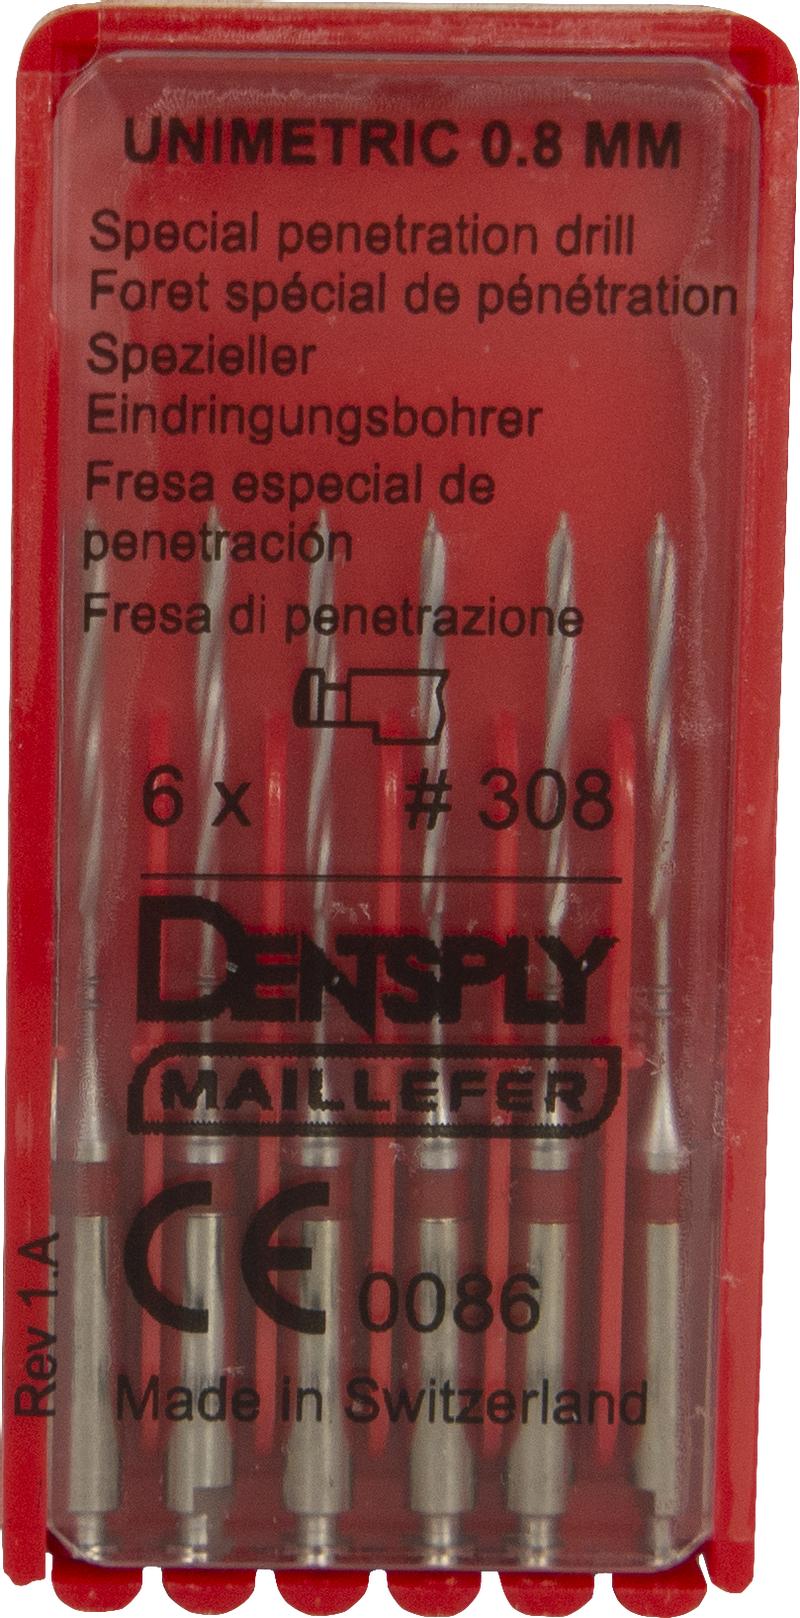 UNIMETRIC 0.8 MM
Special penetration drill
Foret spécial de pénétration
Spezieller
Eindringungsbohrer
Fresa especial de
penetración
Fresa di penetrazione
6 x # 308
DENSPLY
MAILLEFER
CE 0086
Made in Switzerland
Rev 1.A